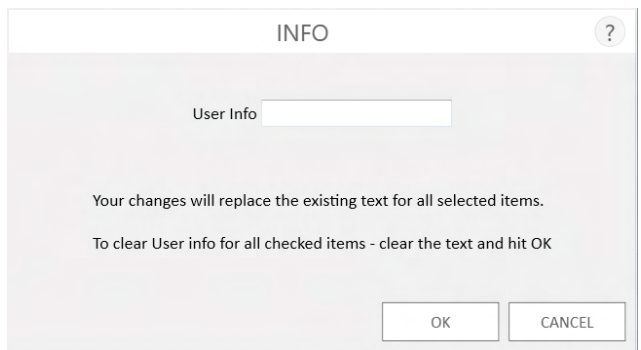 INFO
?
User Info
Your changes will replace the existing text for all selected items.
To clear User info for all checked items - clear the text and hit OK
OK
CANCEL